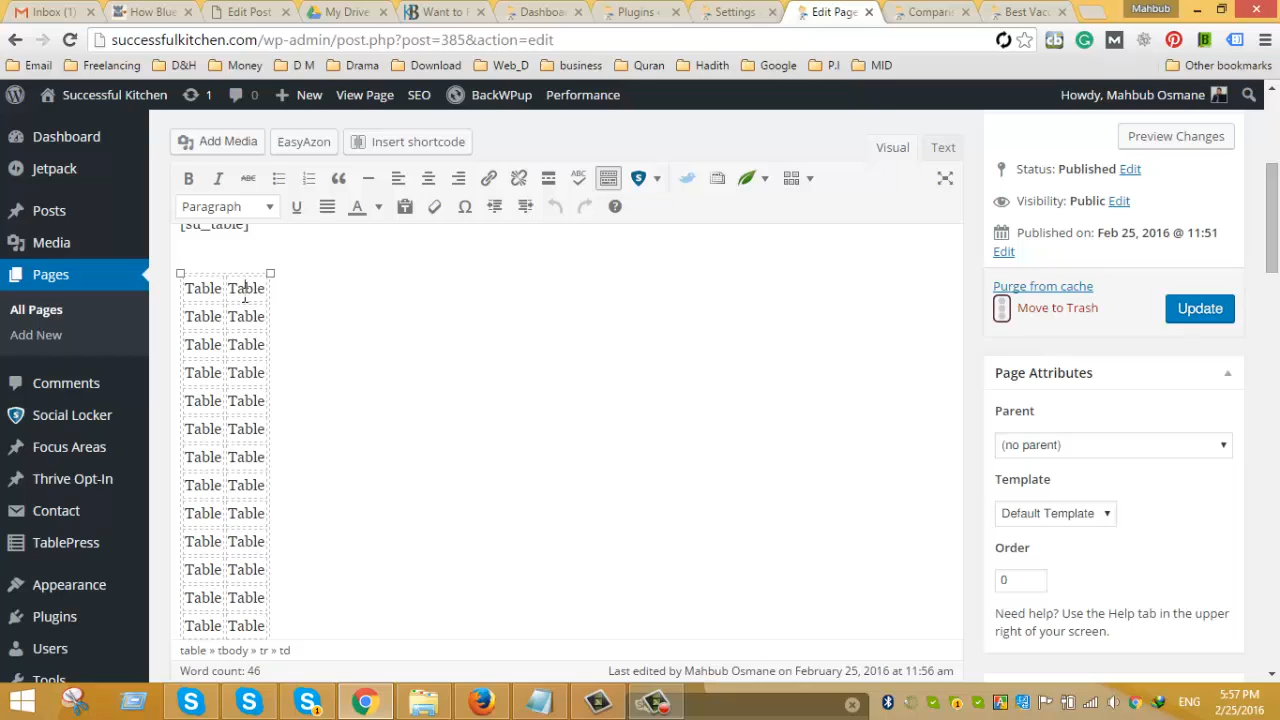 Inbox (1)
How Blue
Edit Post
My Drive
Want to
Dashboa
Plugins
Settings
Edit Page
Compari
Best Vac
Mahbub
successfulkitchen.com/wp-admin/post.php?post=385&action=edit
Email
Freelancing
D&H
Money
D M
Drama
Download
Web_D
business
Quran
Hadith
Google
P.I
MID
Other bookmarks
Successful Kitchen
1
0
New
View Page
SEO
BackWPup
Performance
Howdy, Mahbub Osmane
Dashboard
Jetpack
Posts
Media
Pages
All Pages
Add New
Comments
Social Locker
Focus Areas
Thrive Opt-In
Contact
TablePress
Appearance
Plugins
Users
Tools
Add Media
EasyAzon
Insert shortcode
Visual
Text
B I ABC
ABC
Paragraph
U
A
[su_table]
Table Table
Table Table
Table Table
Table Table
Table Table
Table Table
Table Table
Table Table
Table Table
Table Table
Table Table
Table Table
Table Table
table » tbody » tr » td
Word count: 46
Last edited by Mahbub Osmane on February 25, 2016 at 11:56 am
Preview Changes
Status: Published Edit
Visibility: Public Edit
Published on: Feb 25, 2016 @ 11:51
Edit
Purge from cache
Move to Trash
Update
Page Attributes
Parent
(no parent)
Template
Default Template
Order
0
Need help? Use the Help tab in the upper
right of your screen.
ENG
5:57 PM
2/25/2016